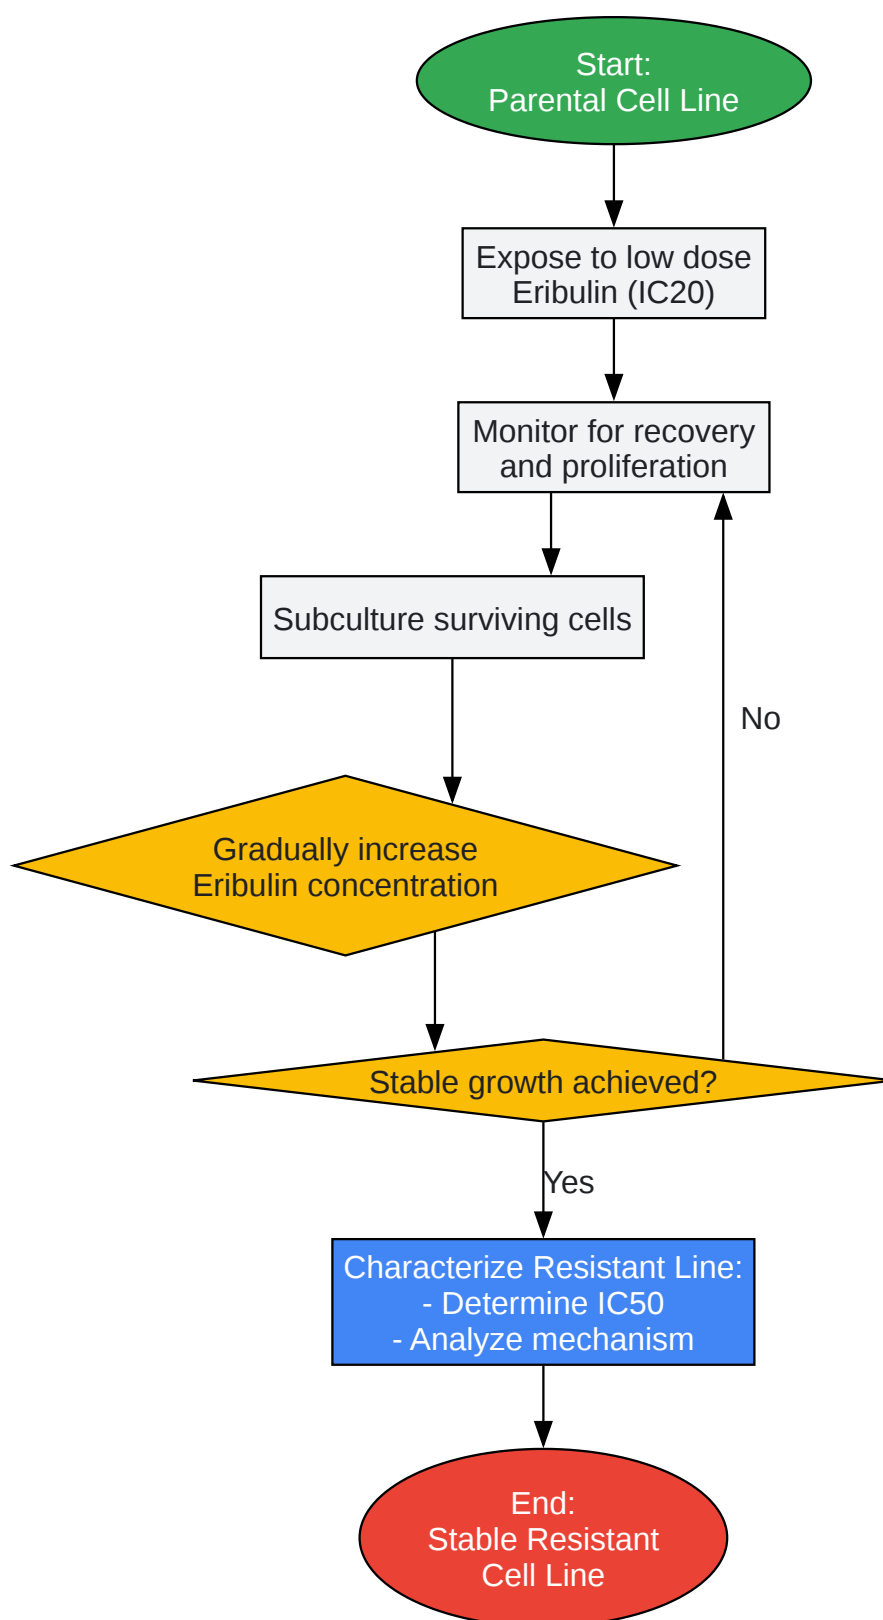 Start:
Parental Cell Line
Expose to low dose
Eribulin (IC20)
Monitor for recovery
and proliferation
Subculture surviving cells
No
Gradually increase
Eribulin concentration
Stable growth achieved?
Yes
Characterize Resistant Line:
- Determine IC50
- Analyze mechanism
End:
Stable Resistant
Cell Line